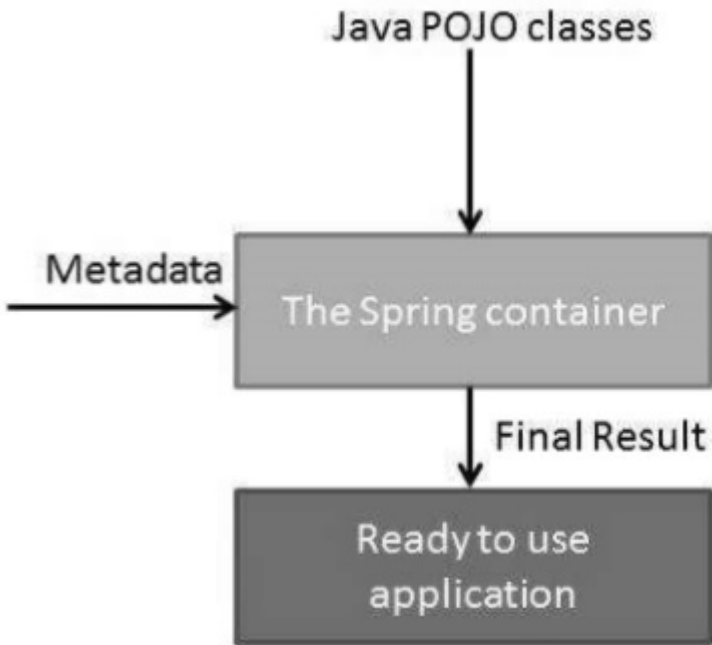 Java POJO classes
Metadata
The Spring container
Final Result
Ready to use
application